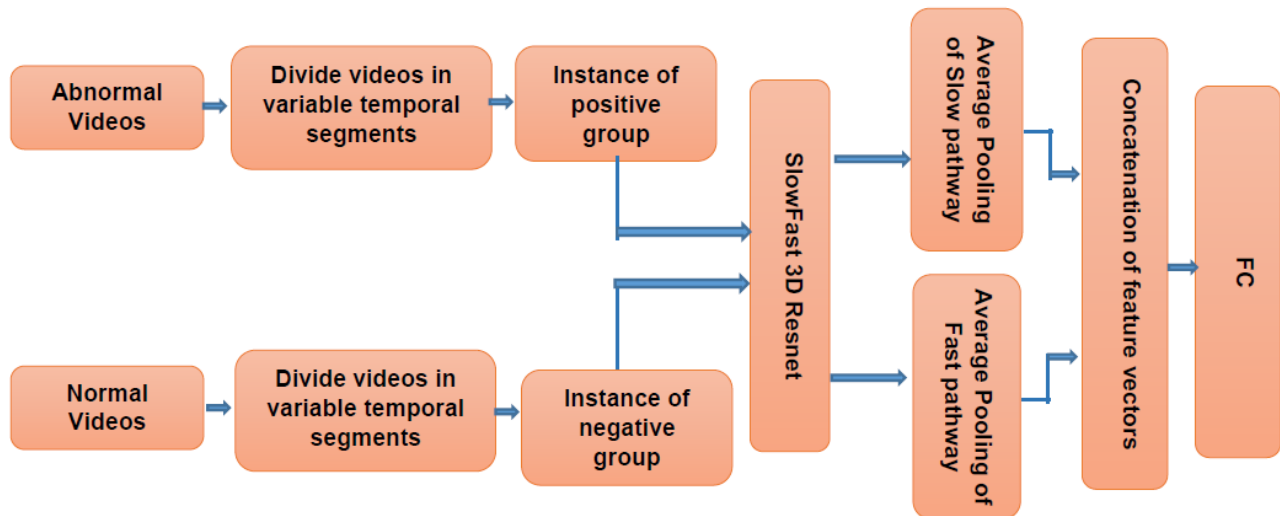 Abnormal
Videos
Divide videos in
variable temporal
segments
Instance of
positive
group
Normal
Videos
Divide videos in
variable temporal
segments
Instance of
negative
group
SlowFast 3D Resnet
Average Pooling
of Slow pathway
Average Pooling of
Fast pathway
Concatenation of feature vectors
FC